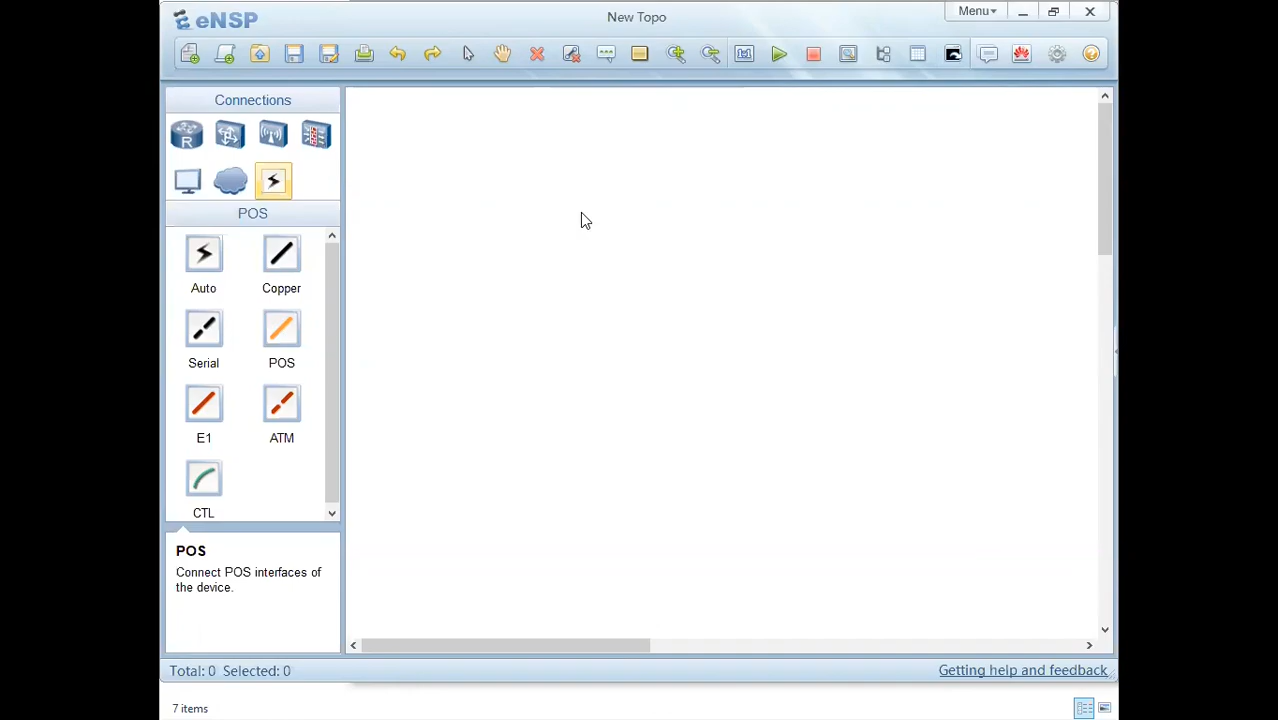 eNSP
New Topo
Menu
Connections
R
POS
Auto
Copper
Serial
POS
E1
ATM
CTL
POS
Connect POS interfaces of
the device.
Total: 0 Selected: 0
Getting help and feedback
7 items